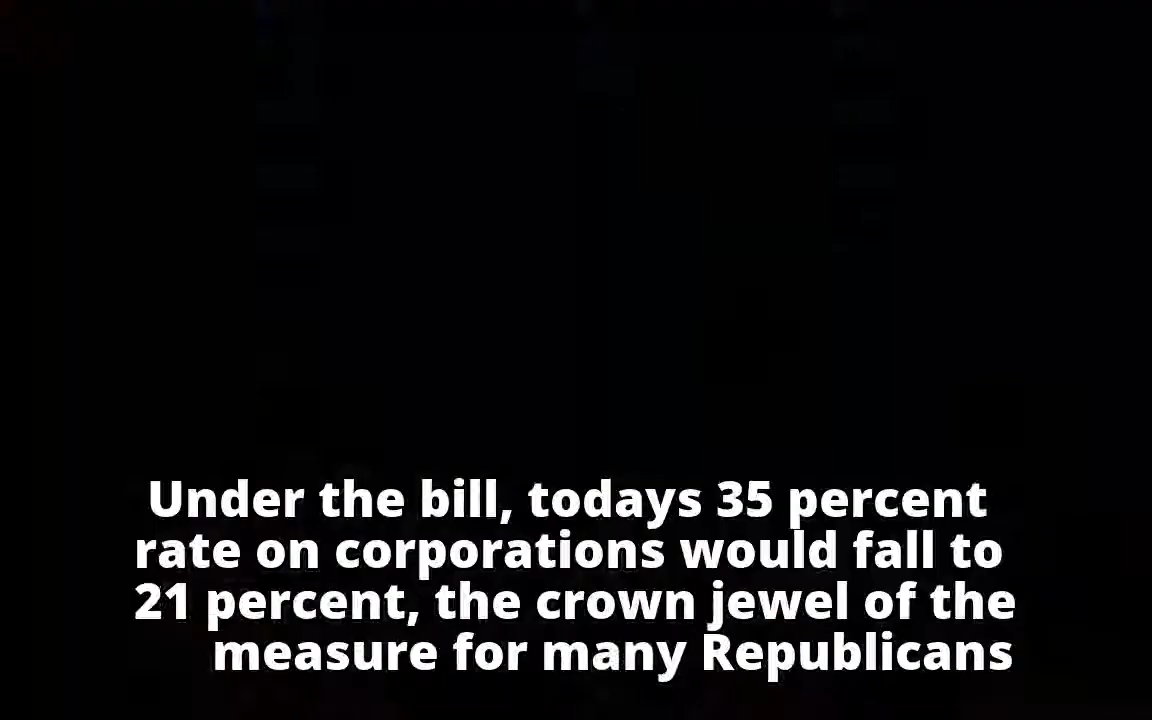 Under the bill, todays 35 percent
rate on corporations would fall to
21 percent, the crown jewel of the
measure for many Republicans